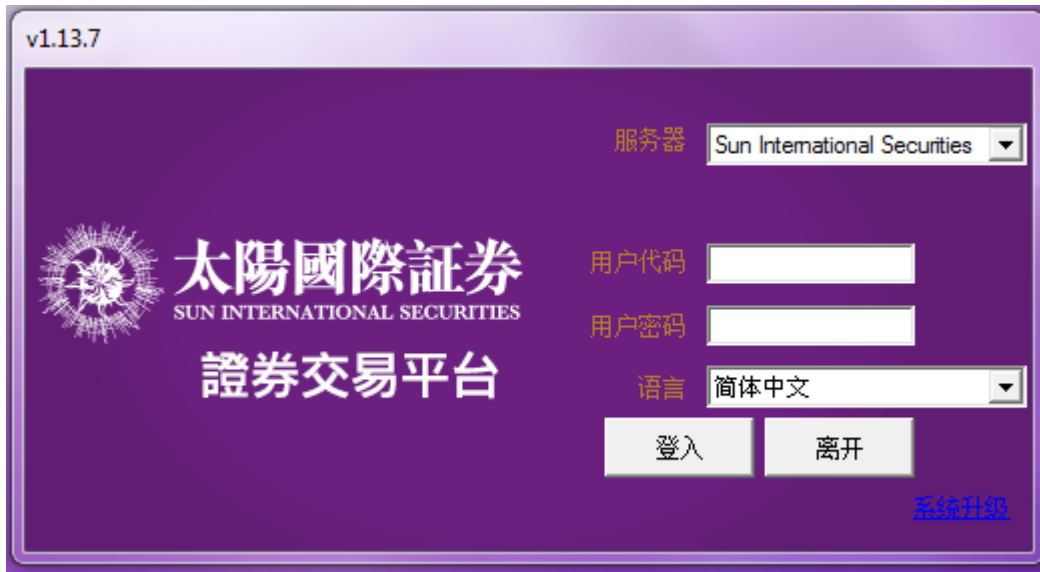 v1.13.7
服务器 Sun International Securities
太陽國際証券
SUN INTERNATIONAL SECURITIES
證券交易平台
用户代码
用户密码
语言 简体中文
登入 离开
系统升级